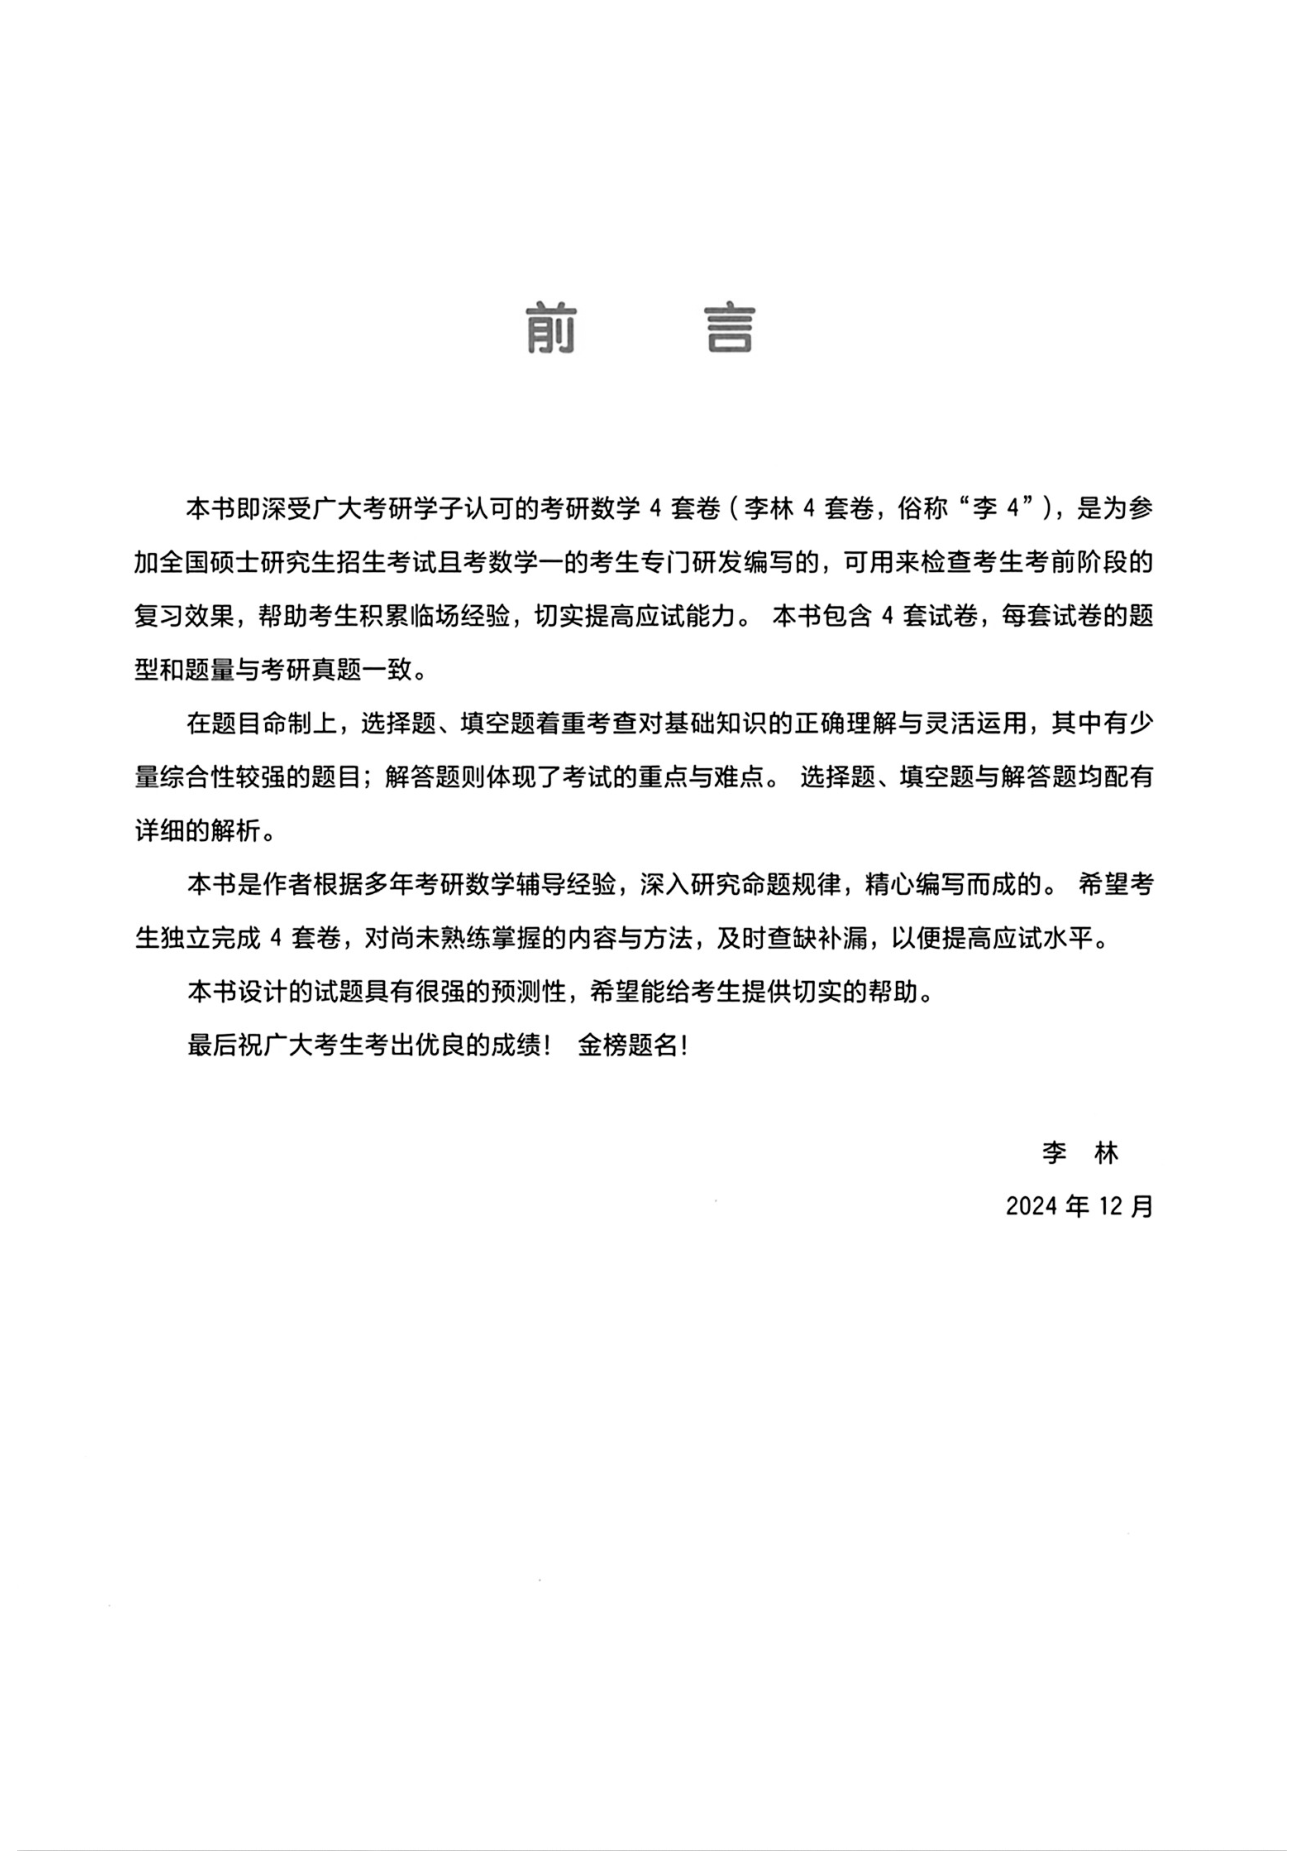 前 言
本书即深受广大考研学子认可的考研数学 4 套卷（李林 4 套卷，俗称“李 4”），是为参
加全国硕士研究生招生考试且考数学一的考生专门研发编写的，可用来检查考生考前阶段的
复习效果，帮助考生积累临场经验，切实提高应试能力。 本书包含 4 套试卷，每套试卷的题
型和题量与考研真题一致。
在题目命制上，选择题、填空题着重考查对基础知识的正确理解与灵活运用，其中有少
量综合性较强的题目；解答题则体现了考试的重点与难点。 选择题、填空题与解答题均配有
详细的解析。
本书是作者根据多年考研数学辅导经验，深入研究命题规律，精心编写而成的。 希望考
生独立完成 4 套卷，对尚未熟练掌握的内容与方法，及时查缺补漏，以便提高应试水平。
本书设计的试题具有很强的预测性，希望能给考生提供切实的帮助。
最后祝广大考生考出优良的成绩！ 金榜题名！
李 林
2024 年 12 月